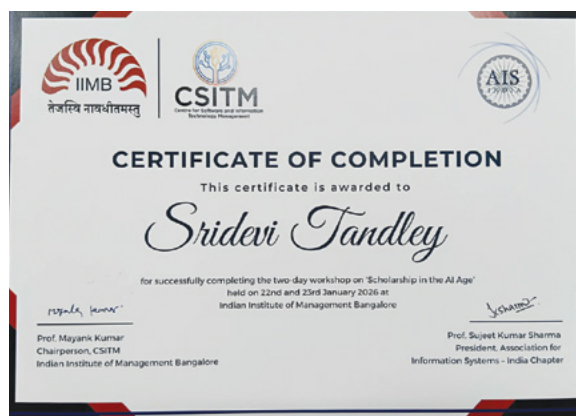 IIMB
तेजस्वि नावधीतमस्तु
CSITM
Centre for Software and Information
Technology Management
AIS
INDIA
CERTIFICATE OF COMPLETION
This certificate is awarded to
Sridevi Tandley
for successfully completing the two-day workshop on 'Scholarship in the AI Age'
held on 22nd and 23rd January 2026 at
Indian Institute of Management Bangalore
Prof. Mayank Kumar
Chairperson, CSITM
Indian Institute of Management Bangalore
Prof. Sujeet Kumar Sharma
President, Association for
Information Systems - India Chapter